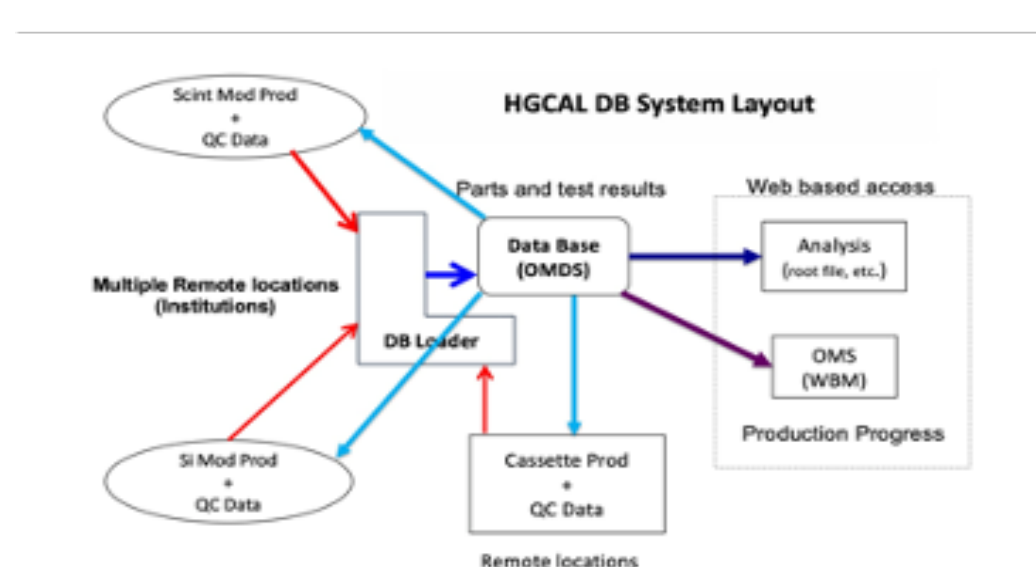 HGCAL DB System Layout
Scint Mod Prod
+
QC Data
Parts and test results
Web based access
Data Base
(OMDS)
Analysis
(root file, etc.)
Multiple Remote locations
(Institutions)
DB Loader
OMS
(WBM)
Production Progress
Si Mod Prod
+
QC Data
Cassette Prod
+
QC Data
Remote locations